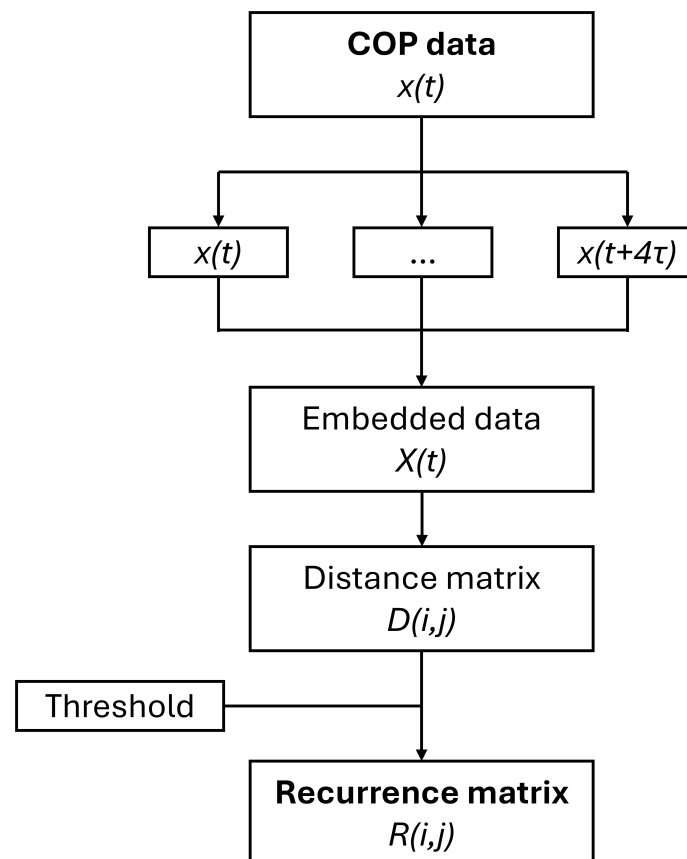 COP data
x(t)
x(t)
...
x(t+4τ)
Embedded data
X(t)
Distance matrix
D(i,j)
Threshold
Recurrence matrix
R(i,j)